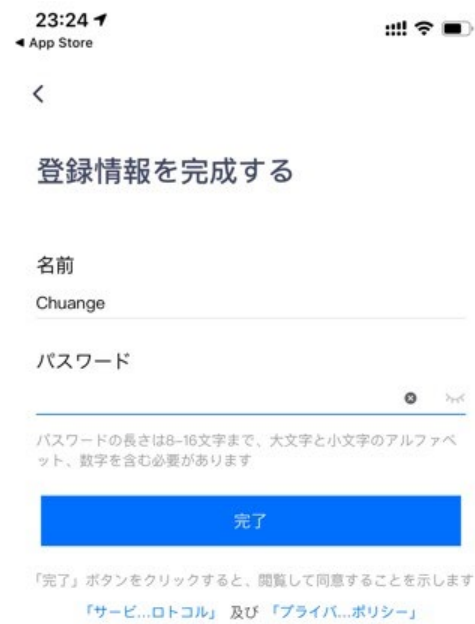 23:24
App Store
登録情報を完成する
名前
Chuange
パスワード
パスワードの長さは8–16文字まで、大文字と小文字のアルファベ
ット、数字を含む必要があります
完了
「完了」ボタンをクリックすると、閲覧して同意することを示します
「サービ...ロトコル」 及び 「プライバ...ポリシー」